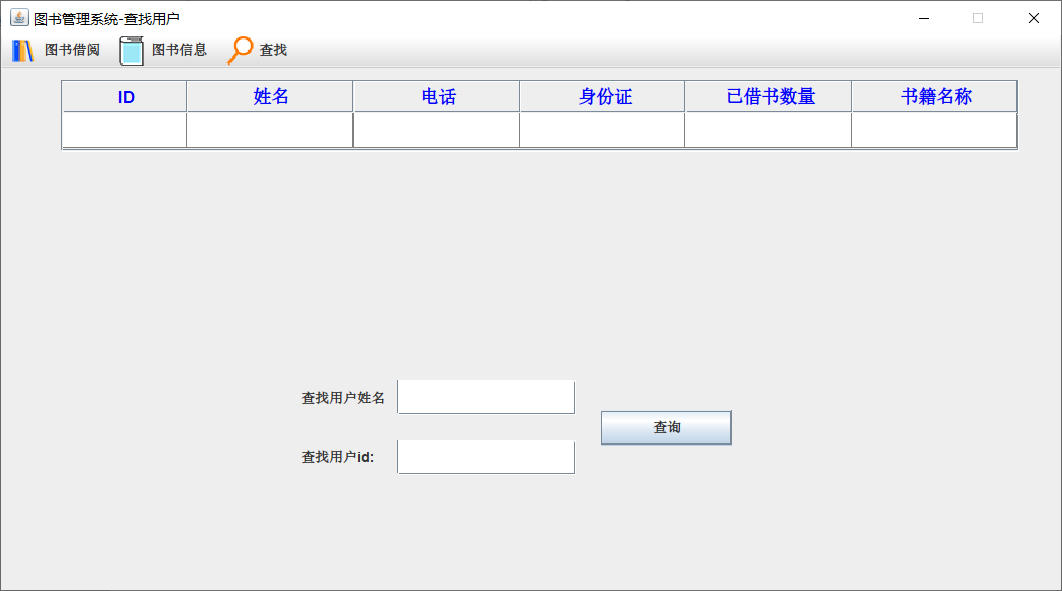 图书管理系统-查找用户
图书借阅 图书信息 查找
ID 姓名 电话 身份证 已借书数量 书籍名称
查找用户姓名
查询
查找用户id: